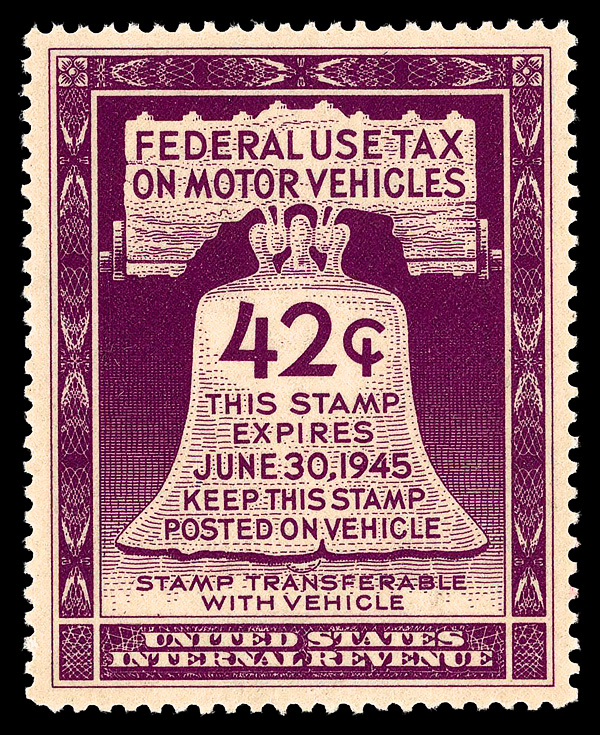 FEDERAL USE TAX
ON MOTOR VEHICLES
42¢
THIS STAMP
EXPIRES
JUNE 30, 1945
KEEP THIS STAMP
POSTED ON VEHICLE
STAMP TRANSFERABLE
WITH VEHICLE
UNITED STATES
INTERNAL REVENUE